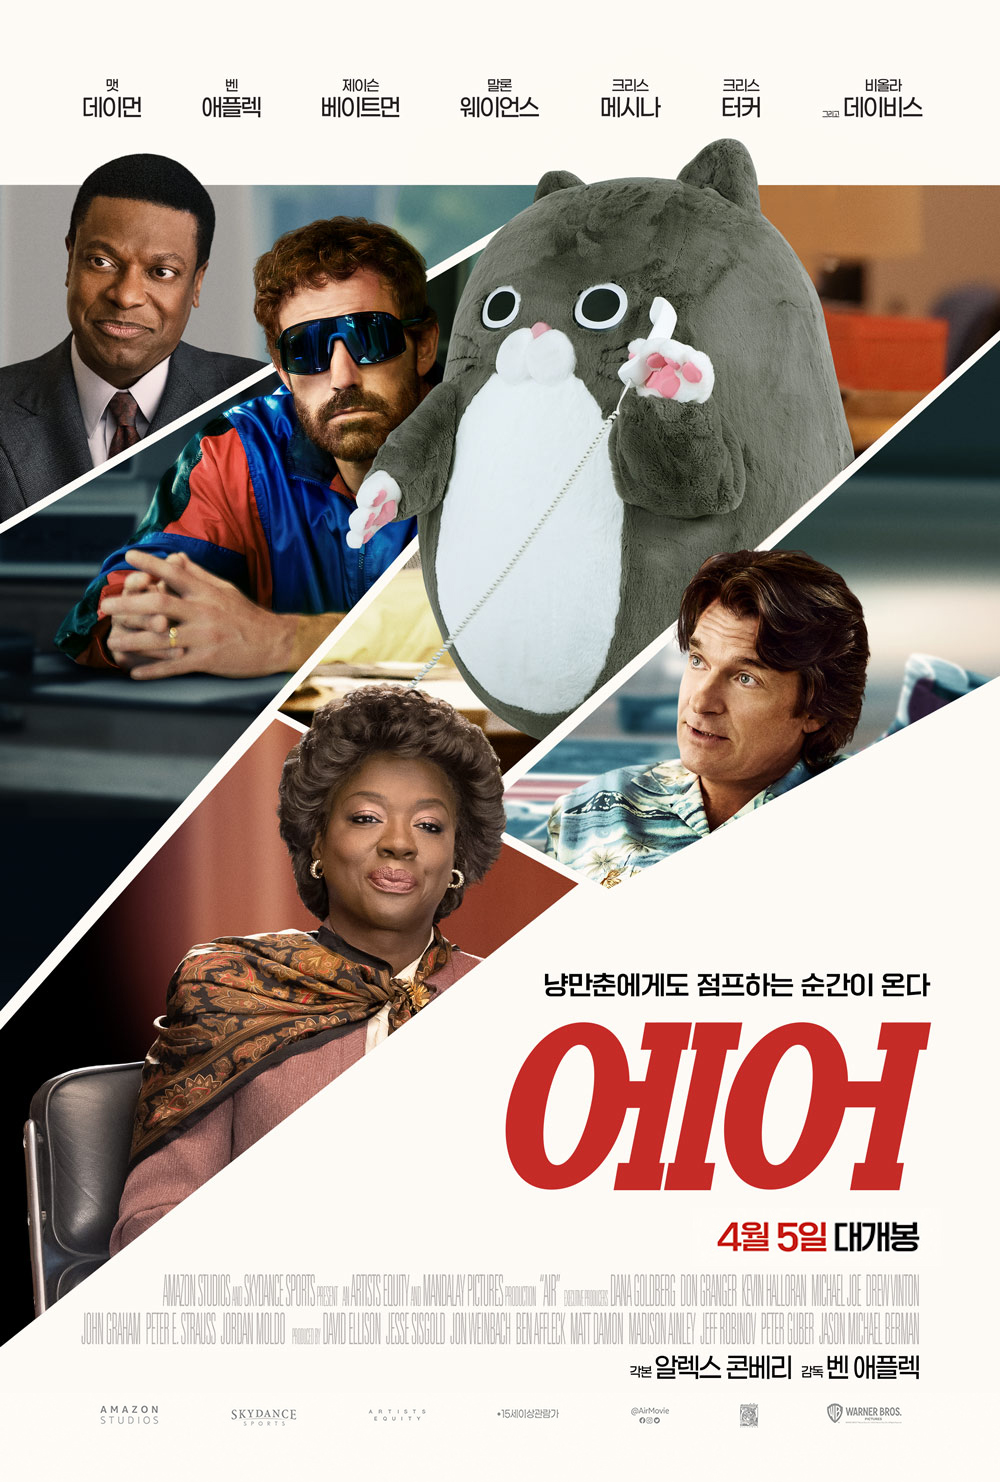 맷
데이먼
벤
애플렉
제이슨
베이트먼
말론
웨이언스
크리스
메시나
크리스
터커
비올라
그리고 데이비스
냥만춘에게도 점프하는 순간이 온다
에어
4월 5일 대개봉
AMAZON STUDIOS AND SKYDANCE SPORTS PRESENT AN ARTISTS EQUITY AND MANDALAY PICTURES PRODUCTION "AIR" EXECUTIVE PRODUCERS DANA GOLDBERG DON GRANGER KEVIN HALLORAN MICHAEL JOE DREW VINTON
JOHN GRAHAM PETER E. STRAUSS JORDAN MOLDO PRODUCED BY DAVID ELLISON JESSE SISGOLD JON WEINBACH BEN AFFLECK MATT DAMON MADISON AINLEY JEFF ROBINOV PETER GUBER JASON MICHAEL BERMAN
각본 알렉스 콘베리 감독 벤 애플렉
AMAZON
STUDIOS
SKYDANCE
SPORTS
ARTISTS
EQUITY
*15세이상관람가
@AirMovie
WB WARNER BROS.
PICTURES